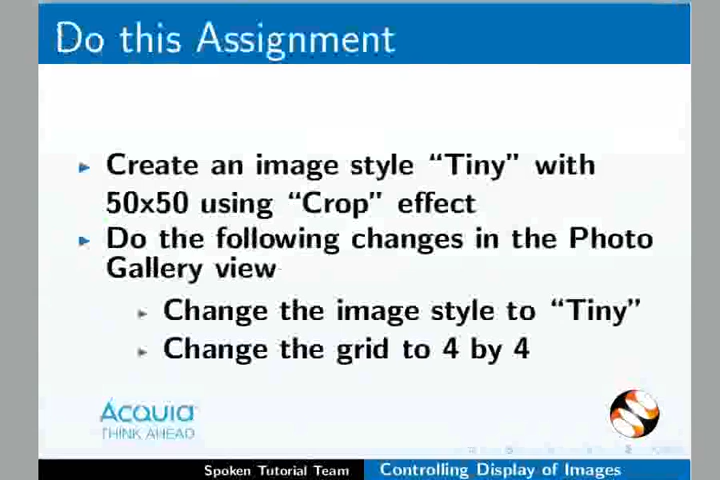 Do this Assignment
Create an image style “Tiny” with
50x50 using “Crop” effect
Do the following changes in the Photo
Gallery view
Change the image style to “Tiny”
Change the grid to 4 by 4
Acquia
THINK AHEAD
Spoken Tutorial Team
Controlling Display of Images